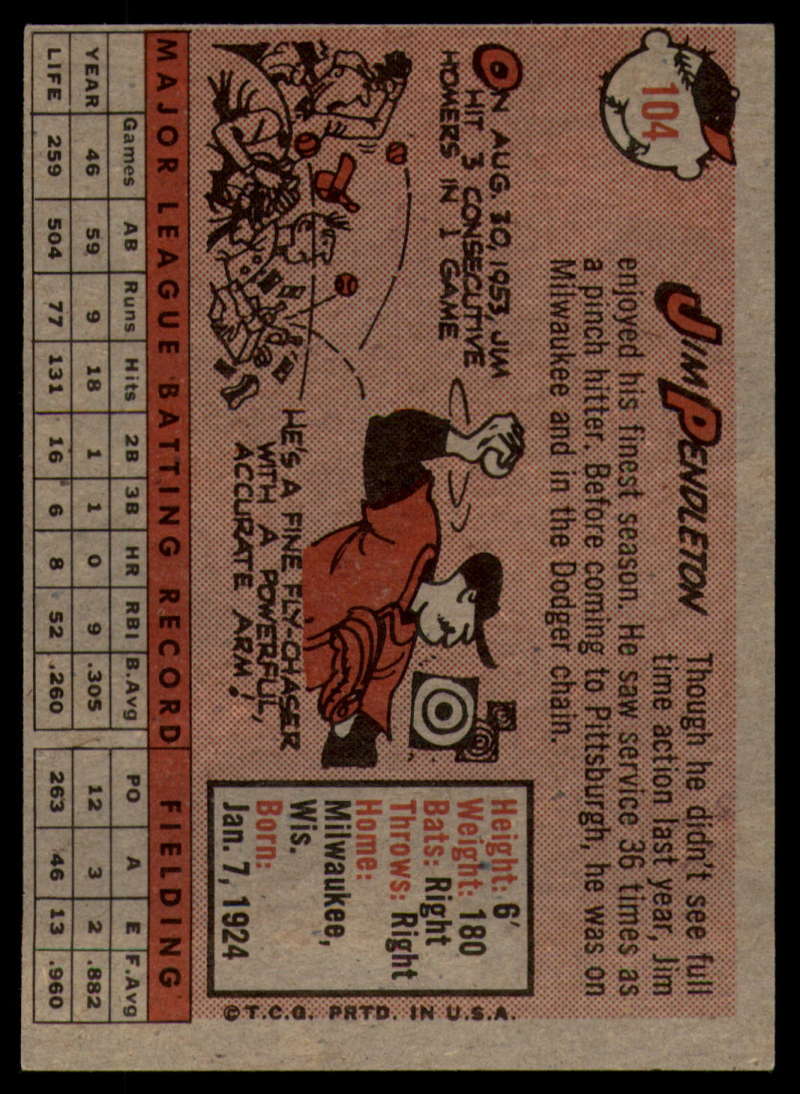 104
JIM PENDLETON
Though he didn't see full
time action last year, Jim
enjoyed his finest season. He saw service 36 times as
a pinch hitter. Before coming to Pittsburgh, he was on
Milwaukee and in the Dodger chain.
ON AUG. 30, 1953 JIM
HIT 3 CONSECUTIVE
HOMERS IN 1 GAME
HE'S A FINE FLY-CHASER
WITH A POWERFUL,
ACCURATE ARM!
Height: 6'
Weight: 180
Bats: Right
Throws: Right
Home:
Milwaukee,
Wis.
Born:
Jan. 7, 1924
©T.C.G. PRTD. IN U.S.A.
MAJOR LEAGUE BATTING RECORD FIELDING
Games AB Runs Hits 2B 3B HR RBI B.Avg PO A E F.Avg
YEAR 46 59 9 18 1 1 0 9 .305 12 3 2 .882
LIFE 259 504 77 131 16 6 8 52 .260 263 46 13 .960